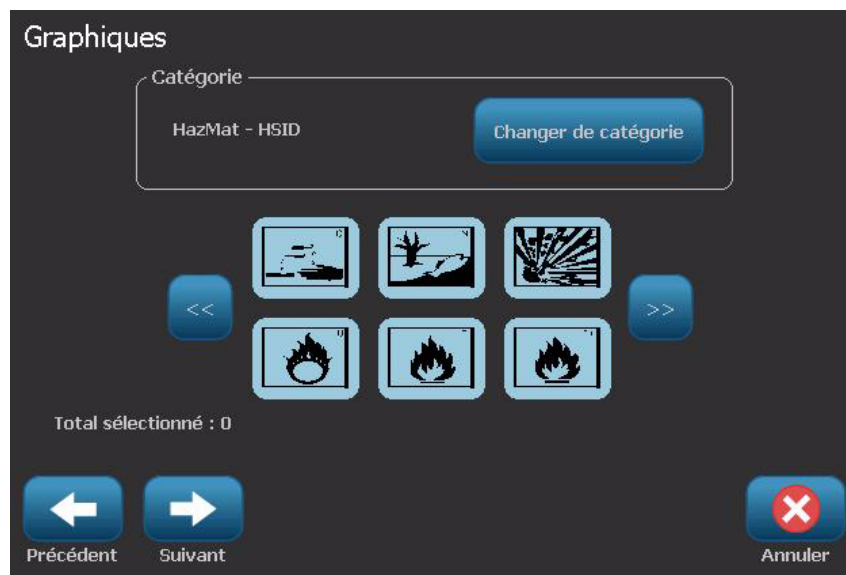 Graphiques
Catégorie
HazMat - HSID
Changer de catégorie
C
N
<<
>>
O
Total sélectionné : 0
Précédent
Suivant
Annuler